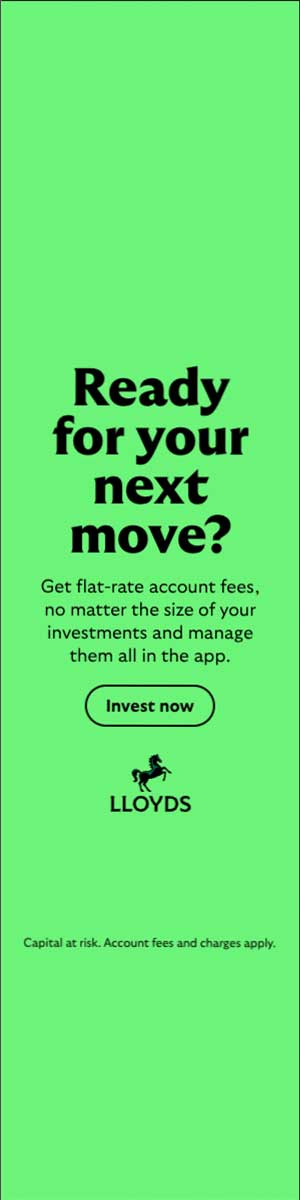 Ready
for your
next
move?
Get flat-rate account fees,
no matter the size of your
investments and manage
them all in the app.
Invest now
LLOYDS
Capital at risk. Account fees and charges apply.